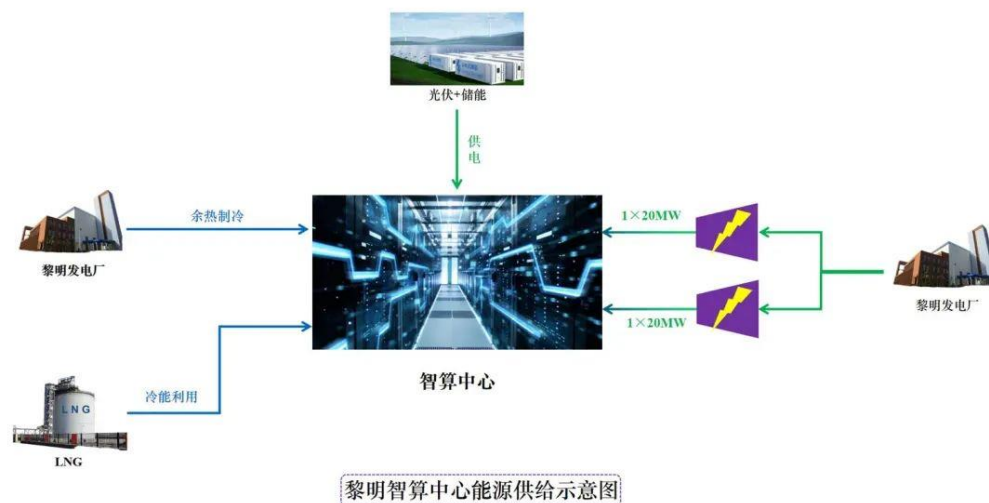 光伏+储能
供电
余热制冷
1×20MW
黎明发电厂
黎明发电厂
1×20MW
智算中心
冷能利用
LNG
LNG
黎明智算中心能源供给示意图